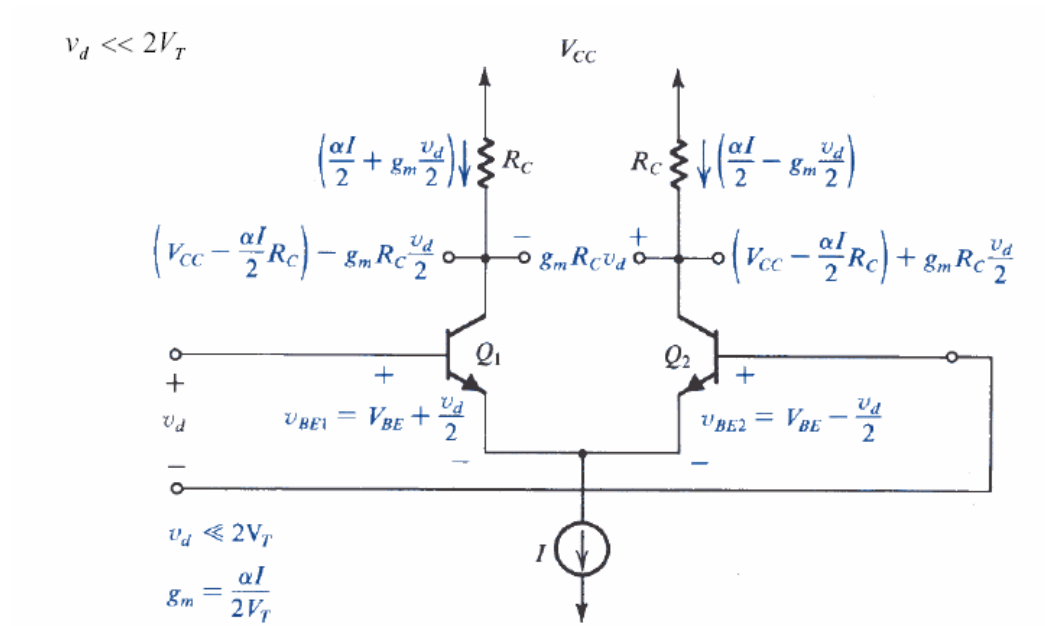 v_d << 2V_T
V_CC
(αI/2 + g_m v_d/2) R_C
R_C (αI/2 − g_m v_d/2)
(V_CC − αI/2 R_C) − g_m R_C v_d/2
− g_m R_C v_d +
(V_CC − αI/2 R_C) + g_m R_C v_d/2
Q_1
Q_2
+
v_d
−
+
v_BE1 = V_BE + v_d/2
−
+
v_BE2 = V_BE − v_d/2
−
v_d ≪ 2V_T
I
g_m = αI/2V_T